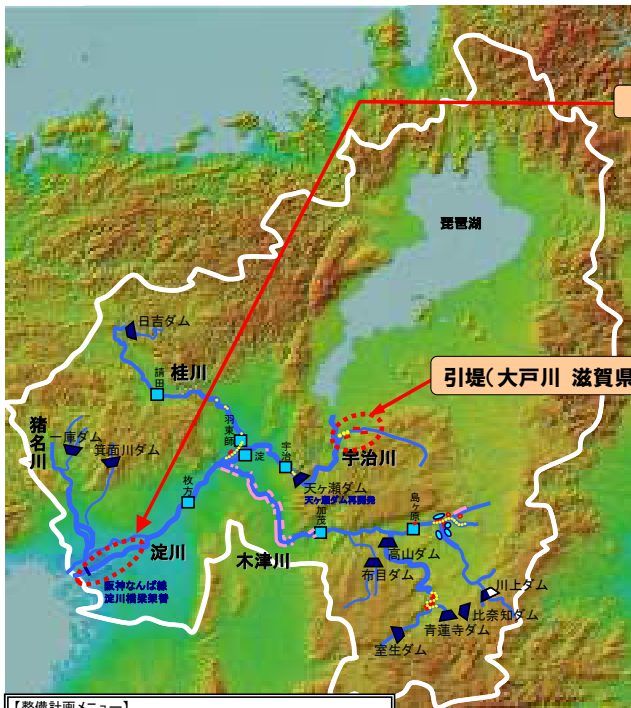 琵琶湖
日吉ダム
請田
桂川
引堤(大戸川 滋賀県
猪名川
一庫ダム
箕面川ダム
羽東師
淀
宇治
宇治川
天ヶ瀬ダム
天ヶ瀬ダム再開発
枚方
加茂
島ヶ原
淀川
木津川
高山ダム
布目ダム
阪神なんば線
淀川橋梁架替
川上ダム
比奈知ダム
青蓮寺ダム
室生ダム
【整備計画メニュー】